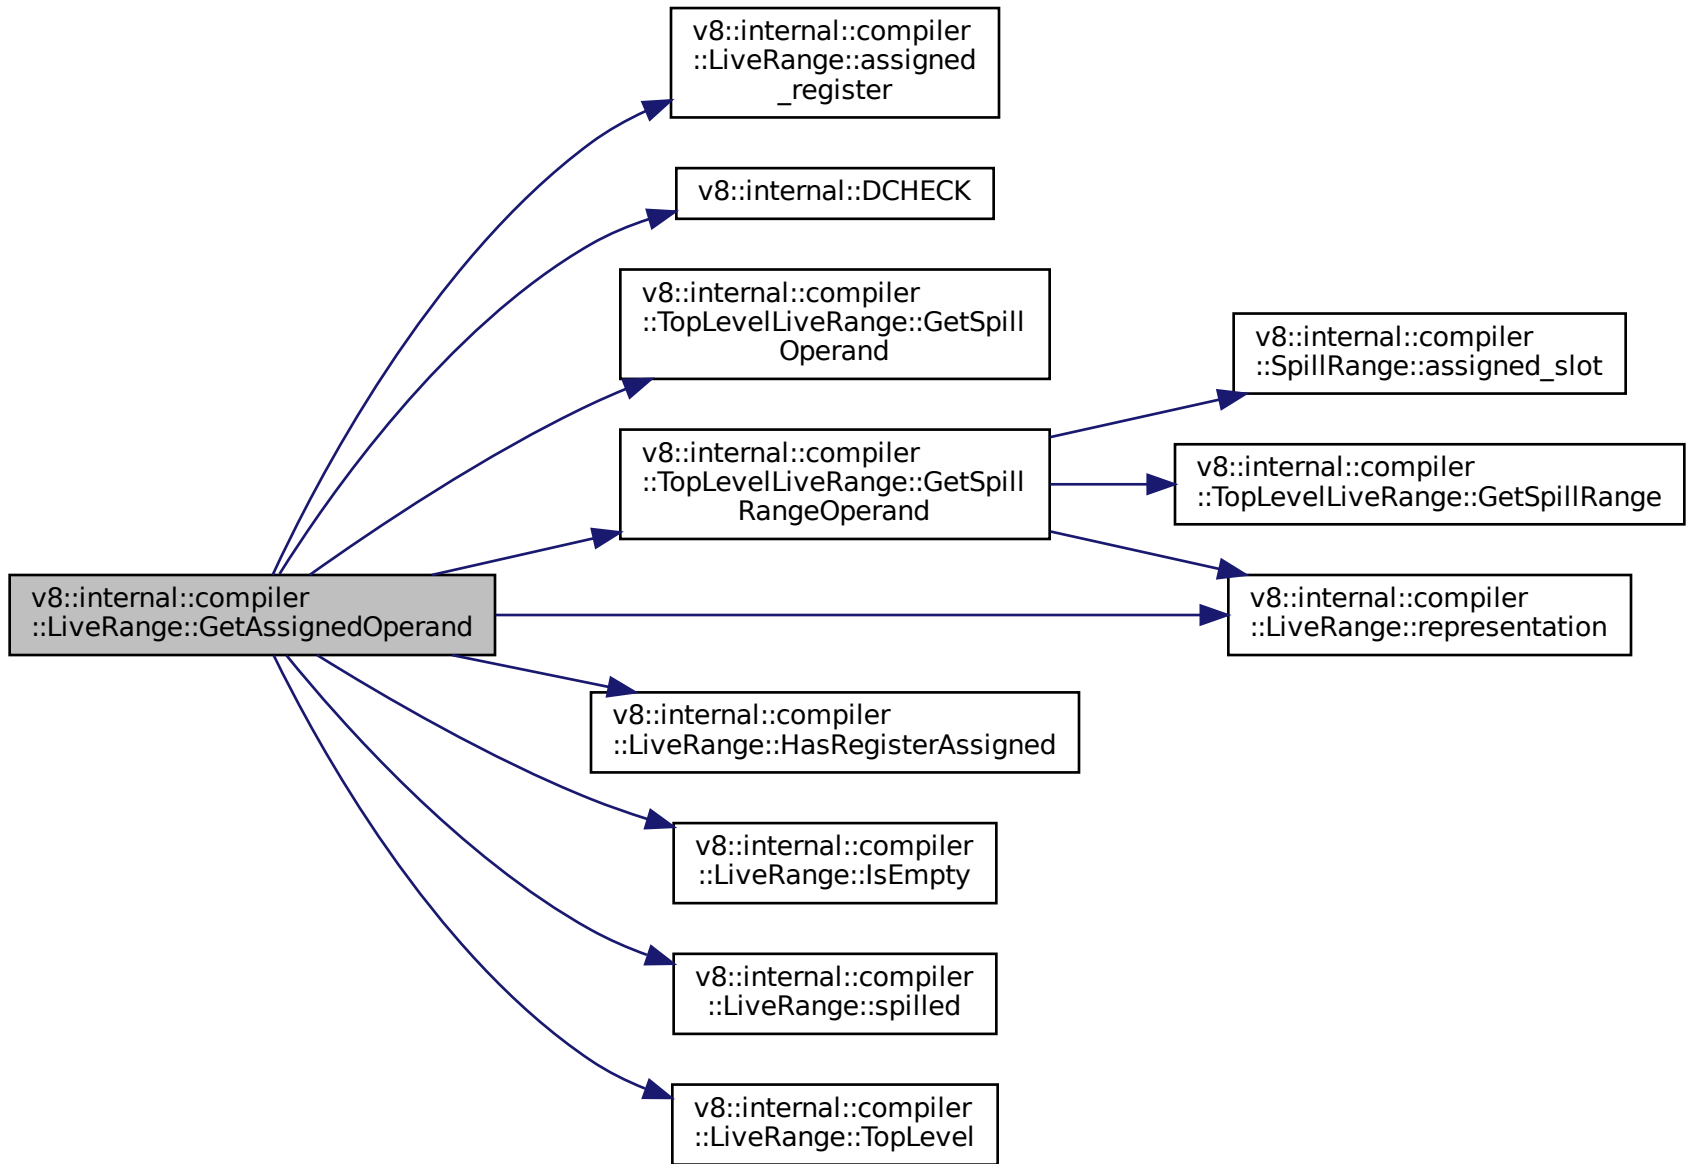 v8::internal::compiler
::LiveRange::assigned
_register
v8::internal::DCHECK
v8::internal::compiler
::TopLevelLiveRange::GetSpill
Operand
v8::internal::compiler
::TopLevelLiveRange::GetSpill
RangeOperand
v8::internal::compiler
::SpillRange::assigned_slot
v8::internal::compiler
::TopLevelLiveRange::GetSpillRange
v8::internal::compiler
::LiveRange::GetAssignedOperand
v8::internal::compiler
::LiveRange::representation
v8::internal::compiler
::LiveRange::HasRegisterAssigned
v8::internal::compiler
::LiveRange::IsEmpty
v8::internal::compiler
::LiveRange::spilled
v8::internal::compiler
::LiveRange::TopLevel